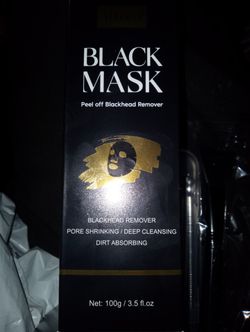 BLACK
MASK
Peel off Blackhead Remover
BLACKHEAD REMOVER
PORE SHRINKING / DEEP CLEANSING
DIRT ABSORBING
Net: 100g / 3.5 fl.oz